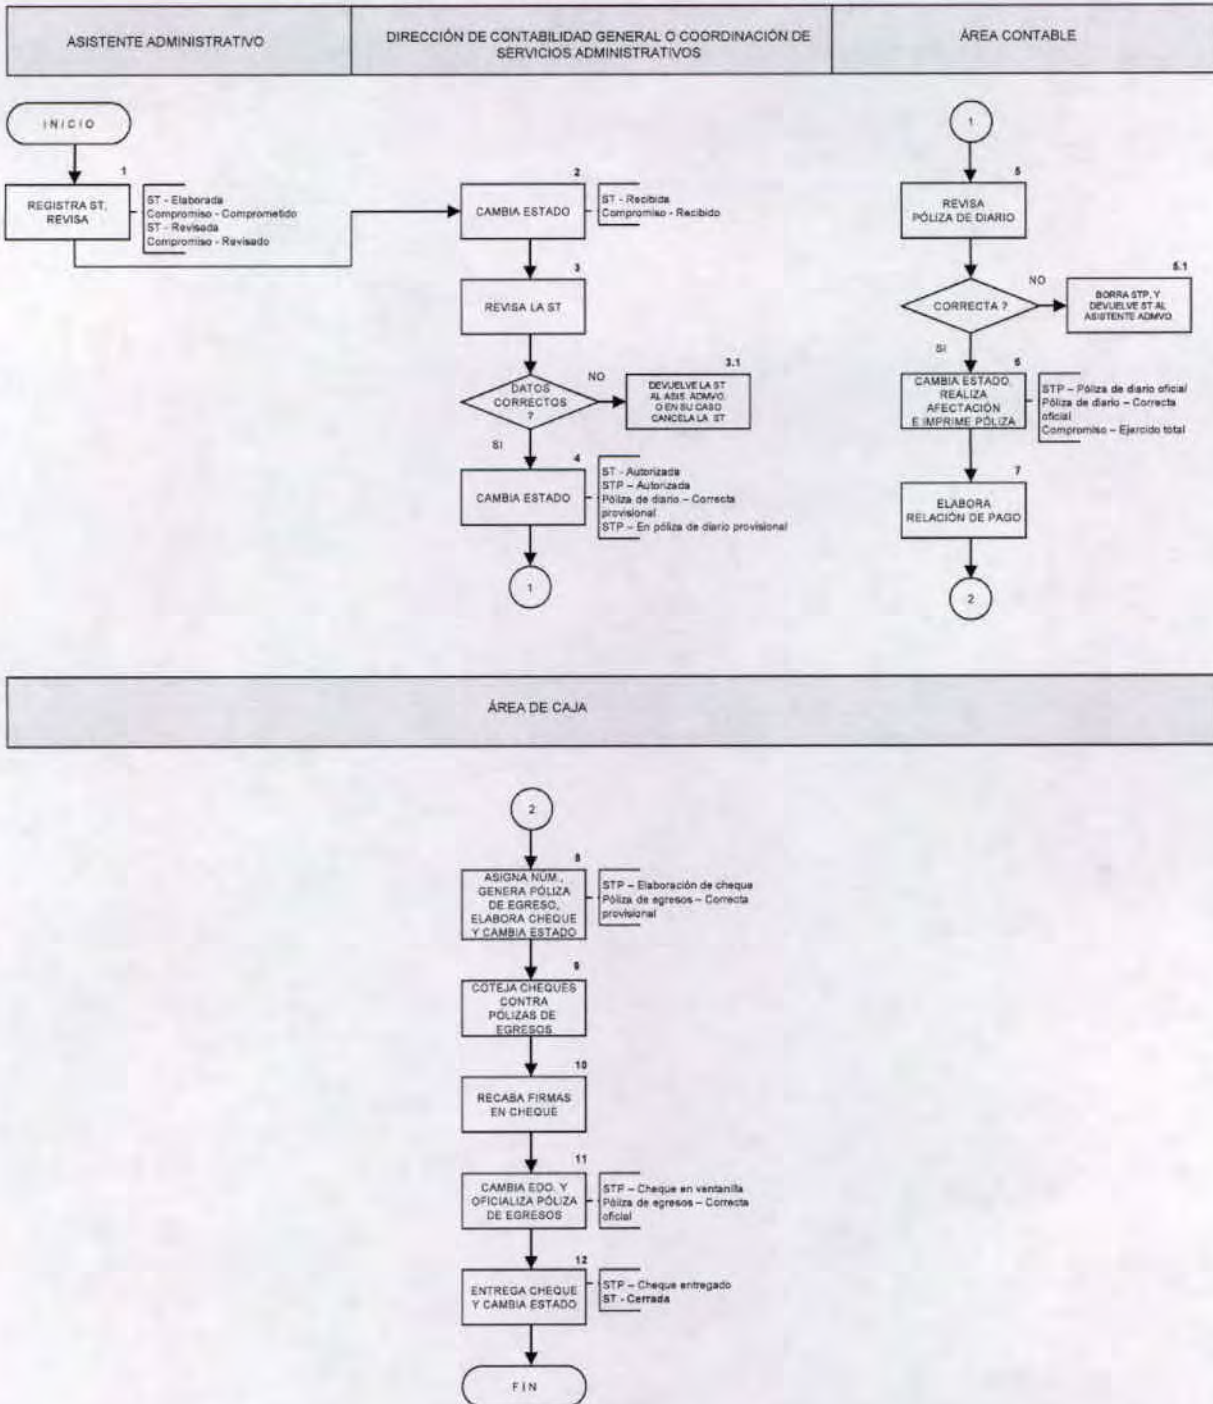 ASISTENTE ADMINISTRATIVO
DIRECCIÓN DE CONTABILIDAD GENERAL O COORDINACIÓN DE
SERVICIOS ADMINISTRATIVOS
ÁREA CONTABLE
INICIO
1
REGISTRA ST,
REVISA
ST - Elaborada
Compromiso - Comprometido
ST - Revisada
Compromiso - Revisado
2
CAMBIA ESTADO
ST - Recibida
Compromiso - Recibido
3
REVISA LA ST
DATOS
CORRECTOS
?
NO
3.1
DEVUELVE LA ST
AL ASIS. ADMVO.
O EN SU CASO
CANCELA LA ST
SI
4
CAMBIA ESTADO
ST - Autorizada
STP – Autorizada
Póliza de diario – Correcta
provisional
STP – En póliza de diario provisional
1
1
5
REVISA
PÓLIZA DE DIARIO
CORRECTA ?
NO
5.1
BORRA STP, Y
DEVUELVE ST AL
ASISTENTE ADMVO.
SI
6
CAMBIA ESTADO,
REALIZA
AFECTACIÓN
E IMPRIME PÓLIZA
STP – Póliza de diario oficial
Póliza de diario – Correcta
oficial
Compromiso – Ejercido total
7
ELABORA
RELACIÓN DE PAGO
2
ÁREA DE CAJA
2
8
ASIGNA NÚM.,
GENERA PÓLIZA
DE EGRESO,
ELABORA CHEQUE
Y CAMBIA ESTADO
STP – Elaboración de cheque
Póliza de egresos – Correcta
provisional
9
COTEJA CHEQUES
CONTRA
PÓLIZAS DE
EGRESOS
10
RECABA FIRMAS
EN CHEQUE
11
CAMBIA EDO. Y
OFICIALIZA PÓLIZA
DE EGRESOS
STP – Cheque en ventanilla
Póliza de egresos – Correcta
oficial
12
ENTREGA CHEQUE
Y CAMBIA ESTADO
STP – Cheque entregado
ST - Cerrada
FIN